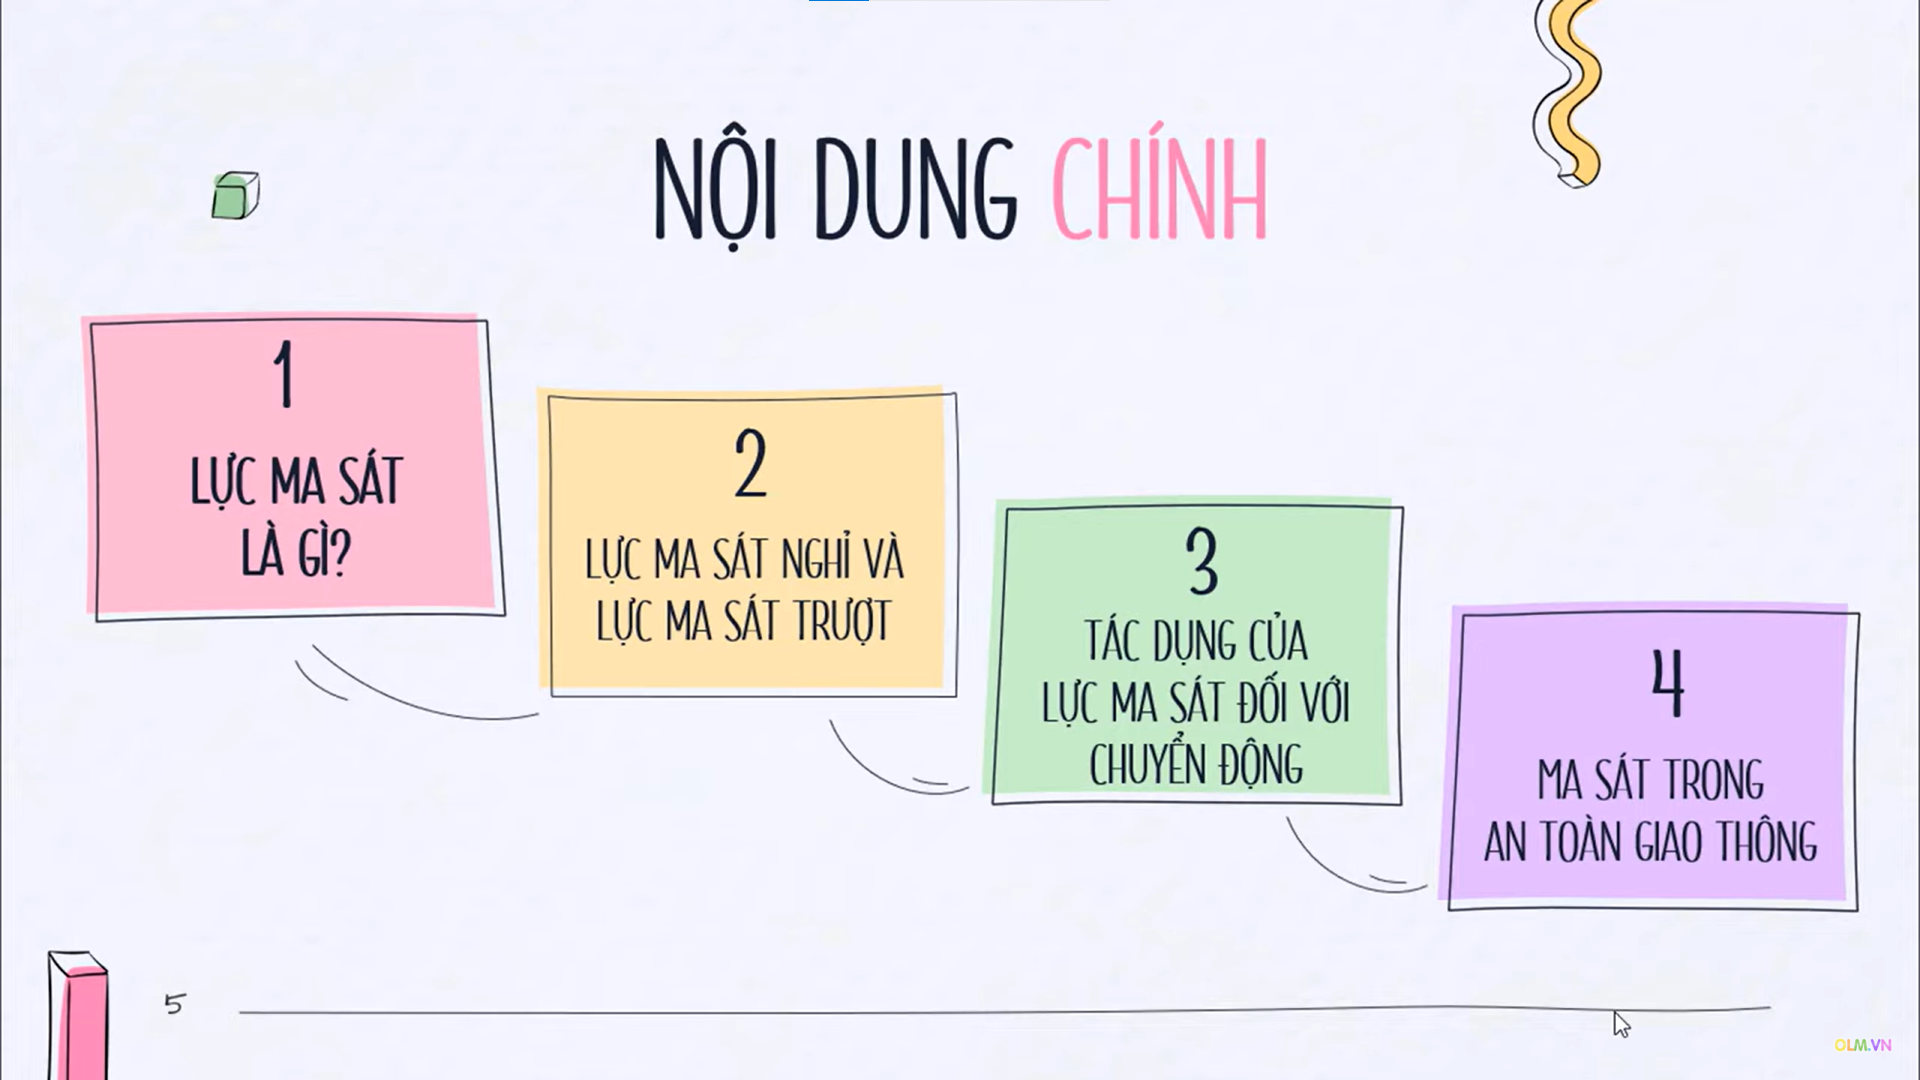 NỘI DUNG CHÍNH
1
LỰC MA SÁT
LÀ GÌ?
2
LỰC MA SÁT NGHỈ VÀ
LỰC MA SÁT TRƯỢT
3
TÁC DỤNG CỦA
LỰC MA SÁT ĐỐI VỚI
CHUYỂN ĐỘNG
4
MA SÁT TRONG
AN TOÀN GIAO THÔNG
5
OLM.VN